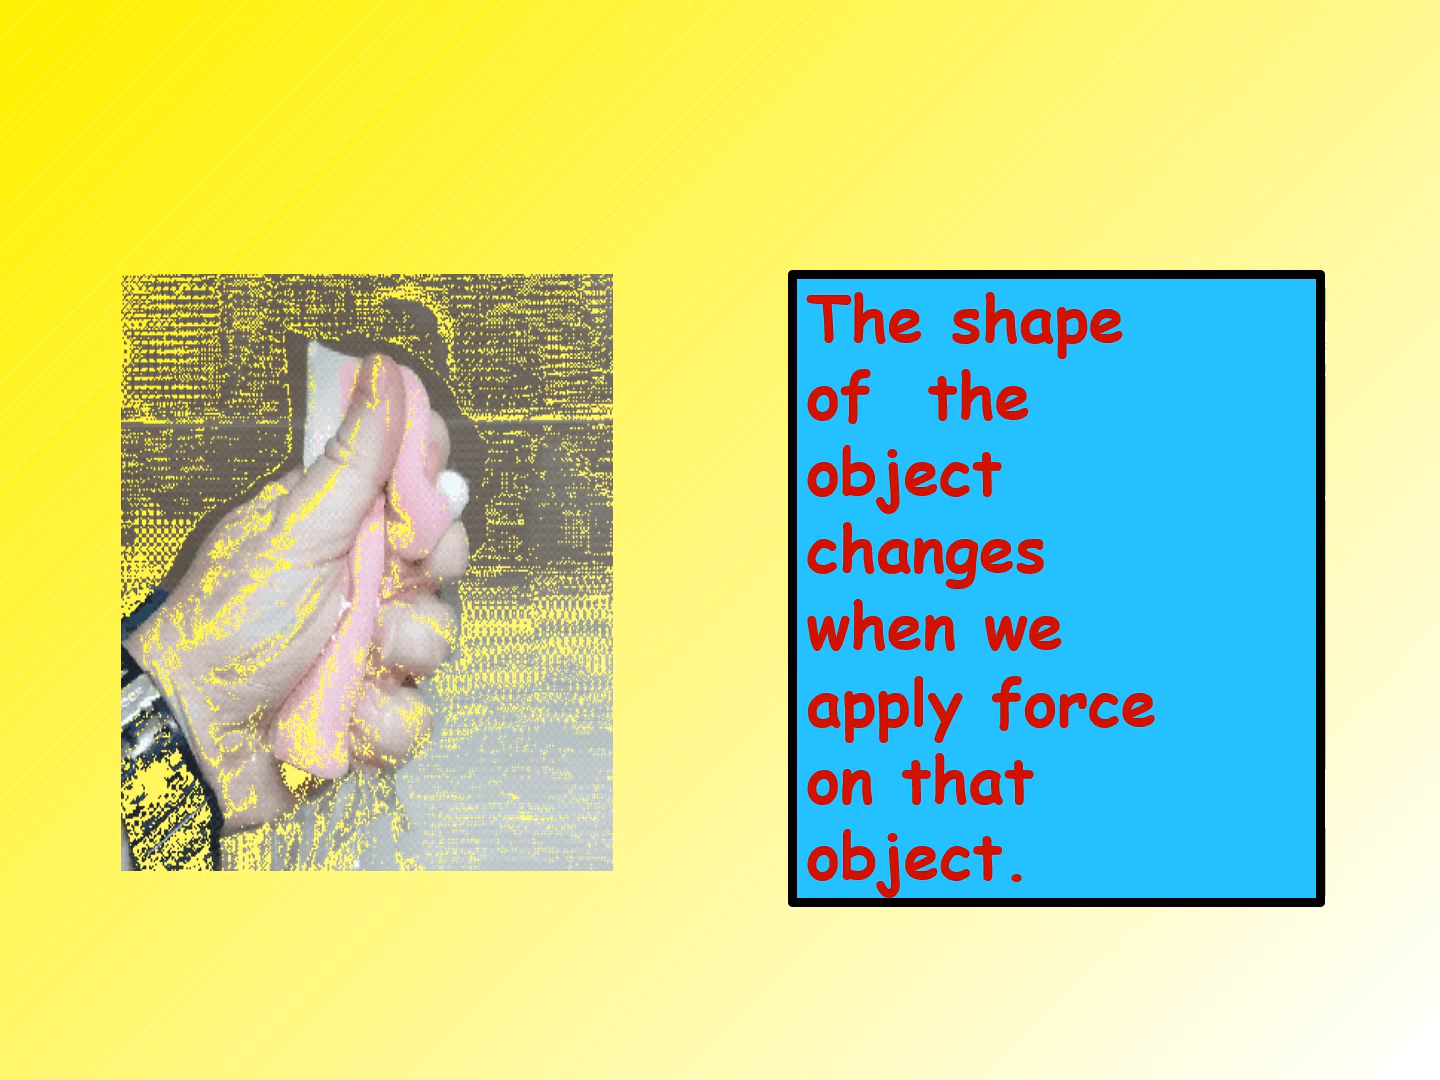 The shape
of the
object
changes
when we
apply force
on that
object.